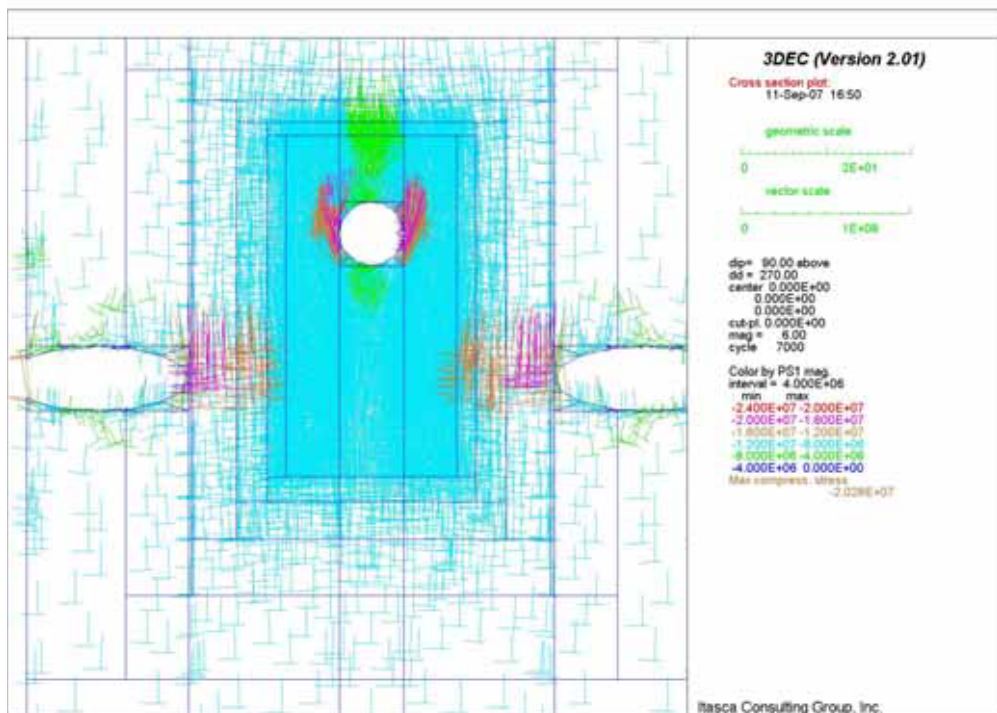 3DEC (Version 2.01)
Cross section plot:
11-Sep-07 16:50
geometric scale
0 2E+01
vector scale
0 1E+08
dip= 90.00 above
dd = 270.00
center 0.000E+00
0.000E+00
0.000E+00
cut-pl. 0.000E+00
mag = 6.00
cycle 7000
Color by PS1 mag.
interval = 4.000E+06
min max
-2.400E+07 -2.000E+07
-2.000E+07 -1.600E+07
-1.600E+07 -1.200E+07
-1.200E+07 -8.000E+06
-8.000E+06 -4.000E+06
-4.000E+06 0.000E+00
Max compress. stress
-2.028E+07
Itasca Consulting Group, Inc.